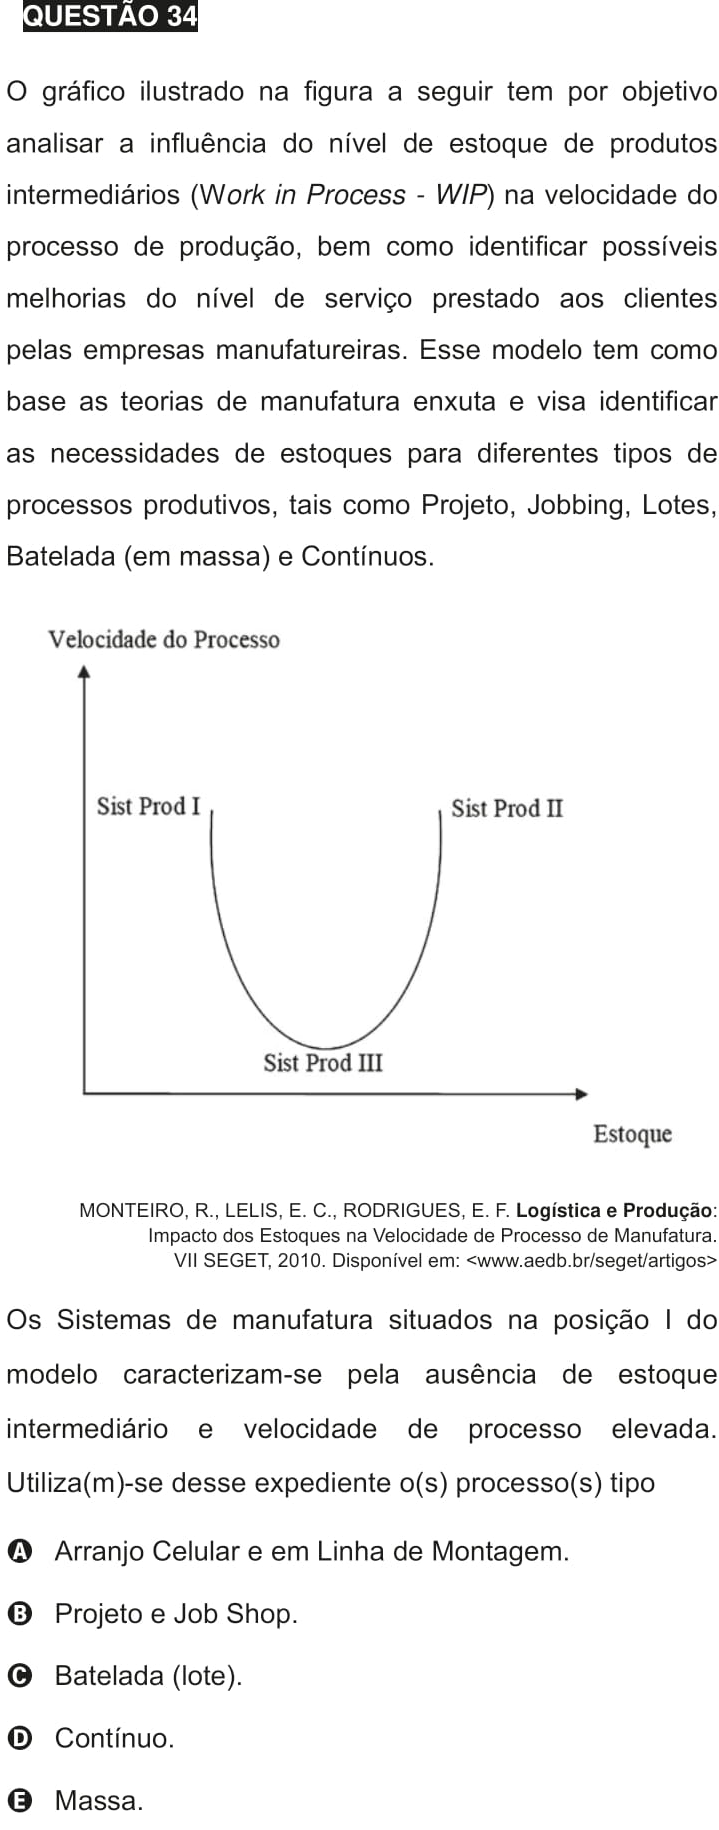 QUESTÃO 34
O gráfico ilustrado na figura a seguir tem por objetivo
analisar a influência do nível de estoque de produtos
intermediários (Work in Process - WIP) na velocidade do
processo de produção, bem como identificar possíveis
melhorias do nível de serviço prestado aos clientes
pelas empresas manufatureiras. Esse modelo tem como
base as teorias de manufatura enxuta e visa identificar
as necessidades de estoques para diferentes tipos de
processos produtivos, tais como Projeto, Jobbing, Lotes,
Batelada (em massa) e Contínuos.
Velocidade do Processo
Sist Prod I
Sist Prod II
Sist Prod III
Estoque
MONTEIRO, R., LELIS, E. C., RODRIGUES, E. F. Logística e Produção:
Impacto dos Estoques na Velocidade de Processo de Manufatura.
VII SEGET, 2010. Disponível em: <www.aedb.br/seget/artigos>
Os Sistemas de manufatura situados na posição I do
modelo caracterizam-se pela ausência de estoque
intermediário e velocidade de processo elevada.
Utiliza(m)-se desse expediente o(s) processo(s) tipo
A Arranjo Celular e em Linha de Montagem.
B Projeto e Job Shop.
C Batelada (lote).
D Contínuo.
E Massa.